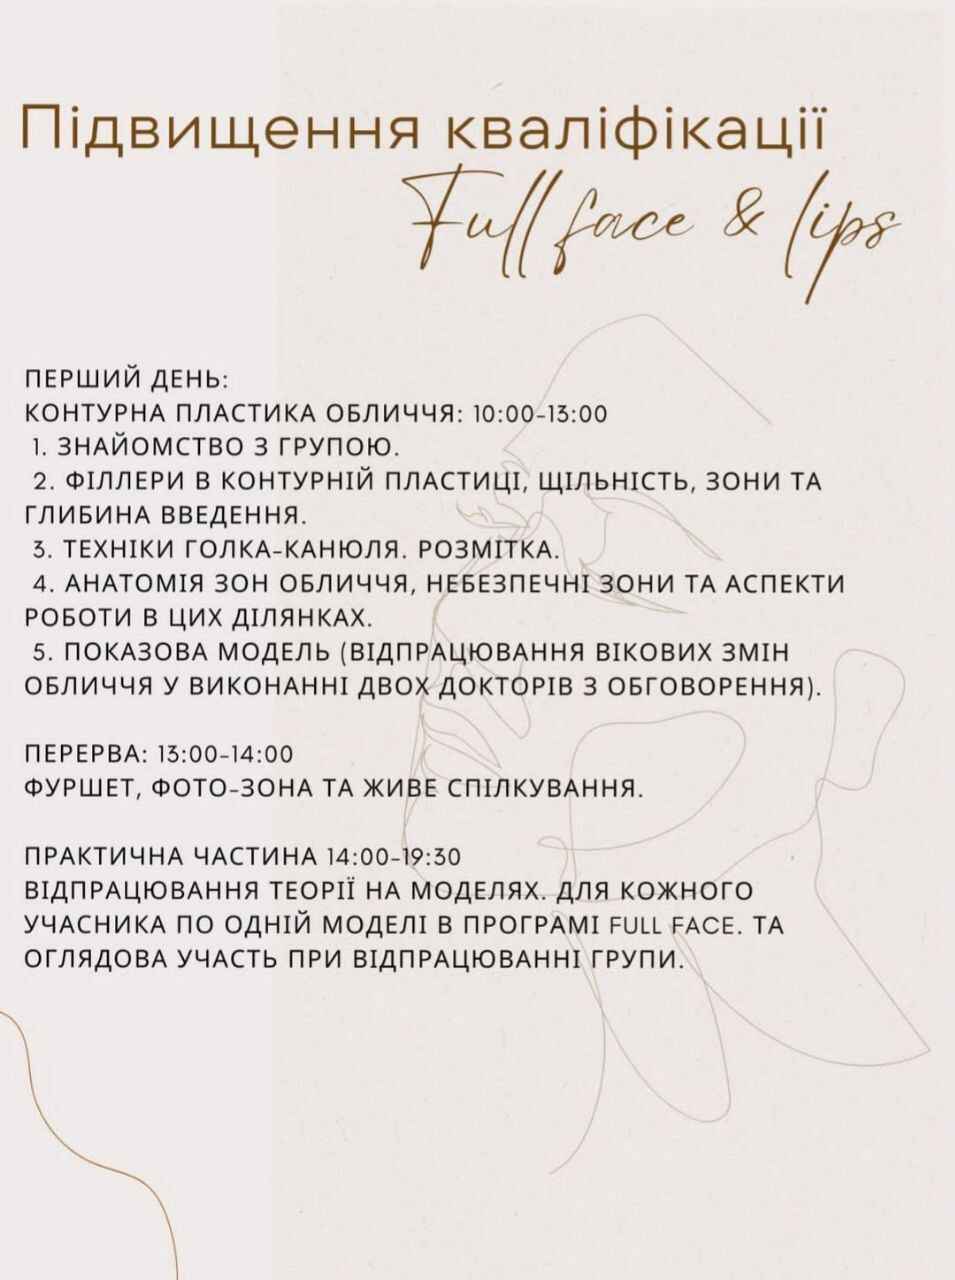 Підвищення кваліфікації
Full face & lips
ПЕРШИЙ ДЕНЬ:
КОНТУРНА ПЛАСТИКА ОБЛИЧЧЯ: 10:00-13:00
1. ЗНАЙОМСТВО З ГРУПОЮ.
2. ФІЛЛЕРИ В КОНТУРНІЙ ПЛАСТИЦІ, ЩІЛЬНІСТЬ, ЗОНИ ТА
ГЛИБИНА ВВЕДЕННЯ.
3. ТЕХНІКИ ГОЛКА-КАНЮЛЯ. РОЗМІТКА.
4. АНАТОМІЯ ЗОН ОБЛИЧЧЯ, НЕБЕЗПЕЧНІ ЗОНИ ТА АСПЕКТИ
РОБОТИ В ЦИХ ДІЛЯНКАХ.
5. ПОКАЗОВА МОДЕЛЬ (ВІДПРАЦЮВАННЯ ВІКОВИХ ЗМІН
ОБЛИЧЧЯ У ВИКОНАННІ ДВОХ ДОКТОРІВ З ОБГОВОРЕННЯ).
ПЕРЕРВА: 13:00-14:00
ФУРШЕТ, ФОТО-ЗОНА ТА ЖИВЕ СПІЛКУВАННЯ.
ПРАКТИЧНА ЧАСТИНА 14:00-19:30
ВІДПРАЦЮВАННЯ ТЕОРІЇ НА МОДЕЛЯХ. ДЛЯ КОЖНОГО
УЧАСНИКА ПО ОДНІЙ МОДЕЛІ В ПРОГРАМІ FULL FACE. ТА
ОГЛЯДОВА УЧАСТЬ ПРИ ВІДПРАЦЮВАННІ ГРУПИ.